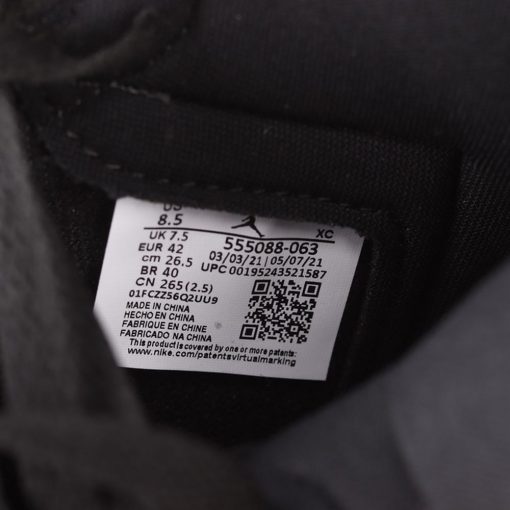 US
8.5
XC
UK 7.5
555088-063
EUR 42
03/03/21 05/07/21
cm 26.5
UPC 00195243521587
BR 40
CN 265 (2.5)
01FCZZ56Q2UU9
MADE IN CHINA
HECHO EN CHINA
FABRIQUE EN CHINE
FABRICADO NA CHINA
This product is covered by one or more patents:
www.nike.com/patentsvirtualmarking